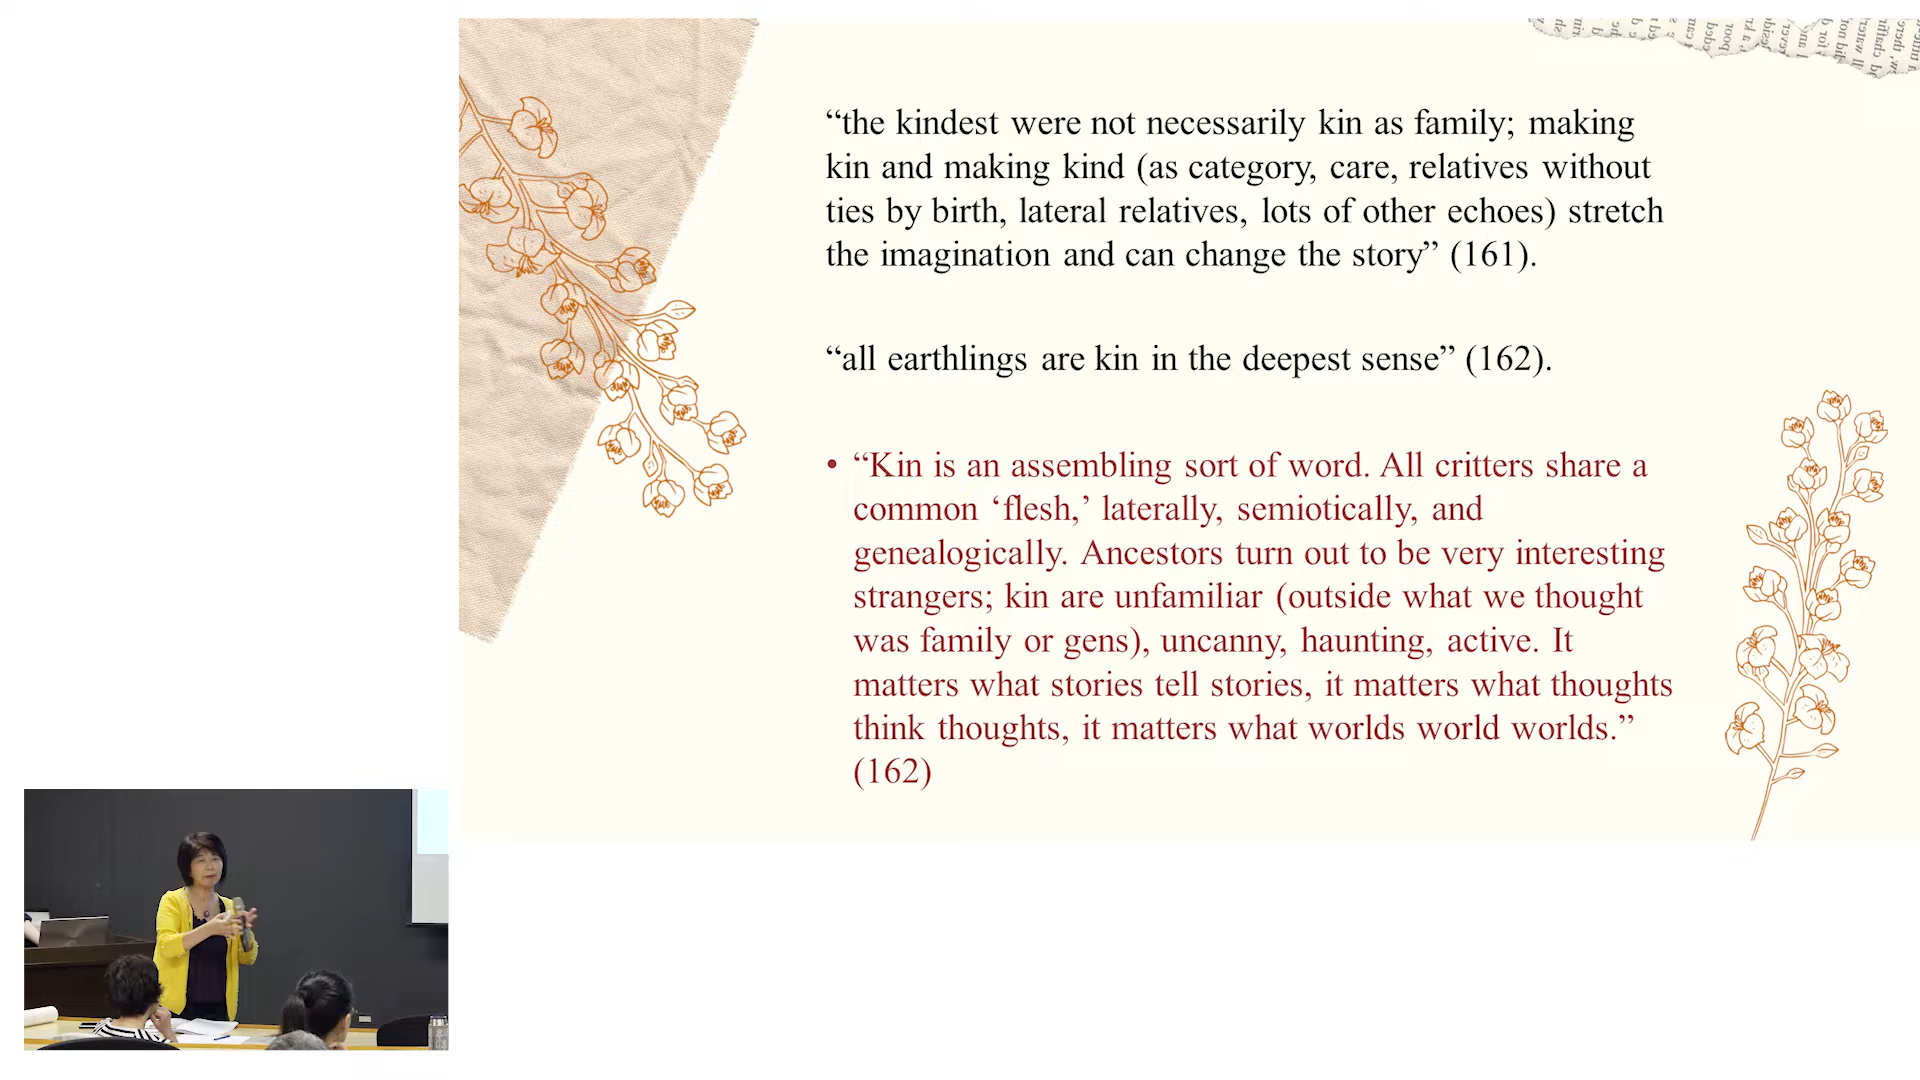 “the kindest were not necessarily kin as family; making
kin and making kind (as category, care, relatives without
ties by birth, lateral relatives, lots of other echoes) stretch
the imagination and can change the story” (161).
“all earthlings are kin in the deepest sense” (162).
• “Kin is an assembling sort of word. All critters share a
common ‘flesh,’ laterally, semiotically, and
genealogically. Ancestors turn out to be very interesting
strangers; kin are unfamiliar (outside what we thought
was family or gens), uncanny, haunting, active. It
matters what stories tell stories, it matters what thoughts
think thoughts, it matters what worlds world worlds.”
(162)